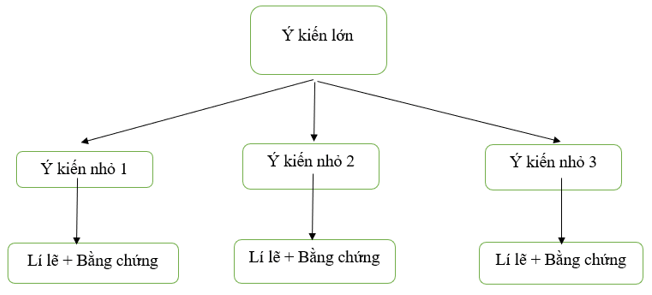 Ý kiến lớn
Ý kiến nhỏ 1
Ý kiến nhỏ 2
Ý kiến nhỏ 3
Lí lẽ + Bằng chứng
Lí lẽ + Bằng chứng
Lí lẽ + Bằng chứng